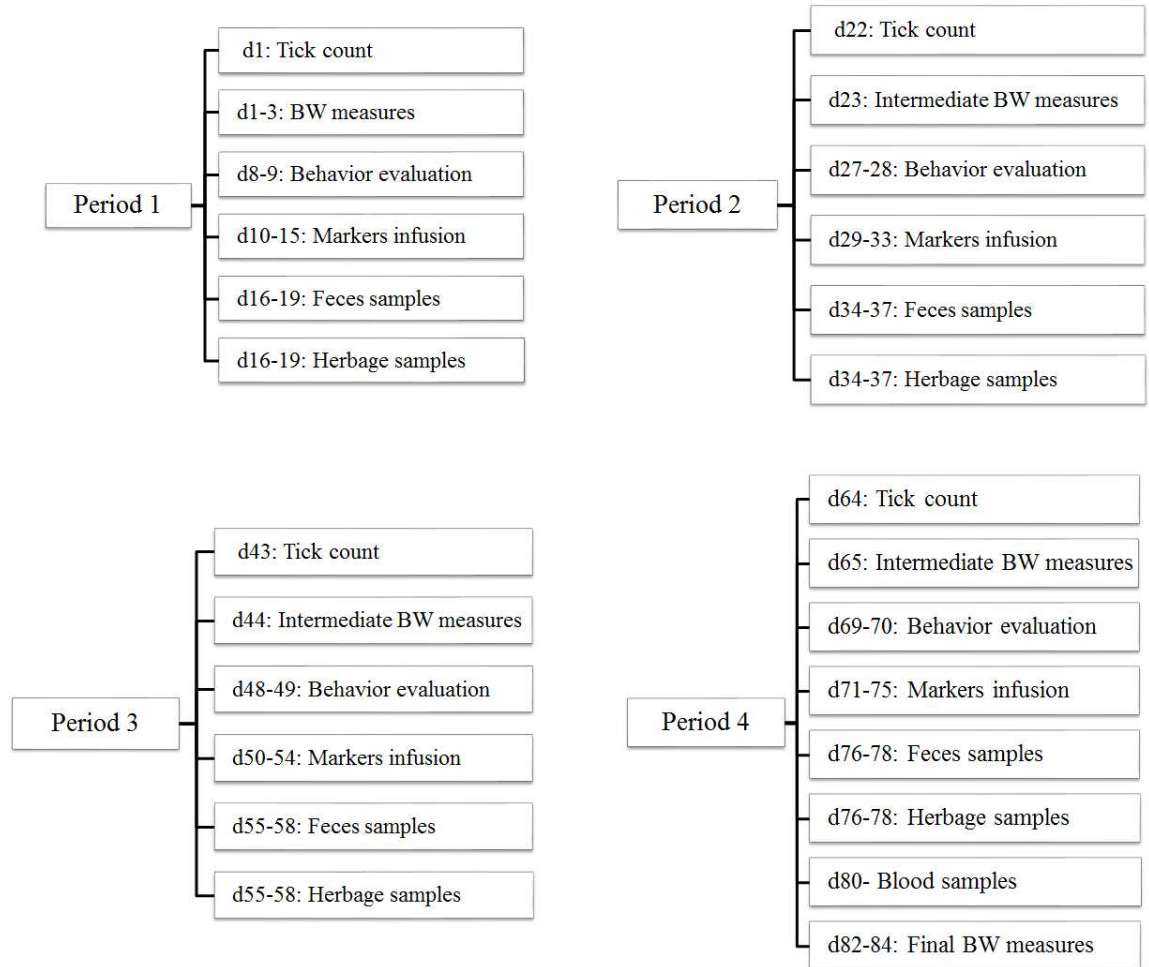 Period 1
d1: Tick count
d1-3: BW measures
d8-9: Behavior evaluation
d10-15: Markers infusion
d16-19: Feces samples
d16-19: Herbage samples
Period 2
d22: Tick count
d23: Intermediate BW measures
d27-28: Behavior evaluation
d29-33: Markers infusion
d34-37: Feces samples
d34-37: Herbage samples
Period 3
d43: Tick count
d44: Intermediate BW measures
d48-49: Behavior evaluation
d50-54: Markers infusion
d55-58: Feces samples
d55-58: Herbage samples
Period 4
d64: Tick count
d65: Intermediate BW measures
d69-70: Behavior evaluation
d71-75: Markers infusion
d76-78: Feces samples
d76-78: Herbage samples
d80- Blood samples
d82-84: Final BW measures